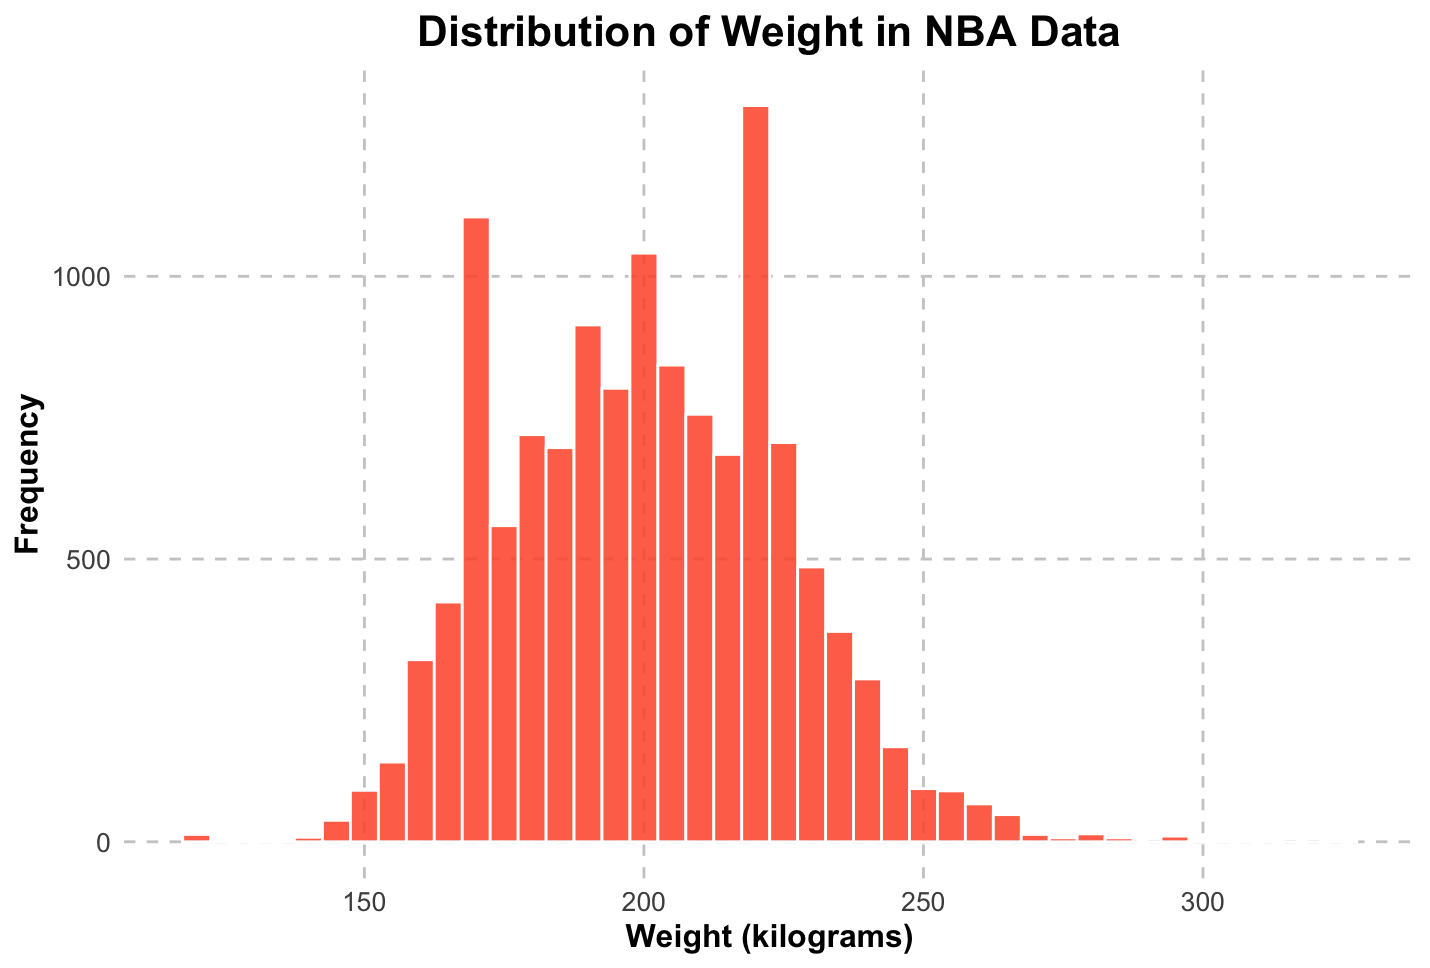 Distribution of Weight in NBA Data
Frequency
1000
500
0
150 200 250 300
Weight (kilograms)